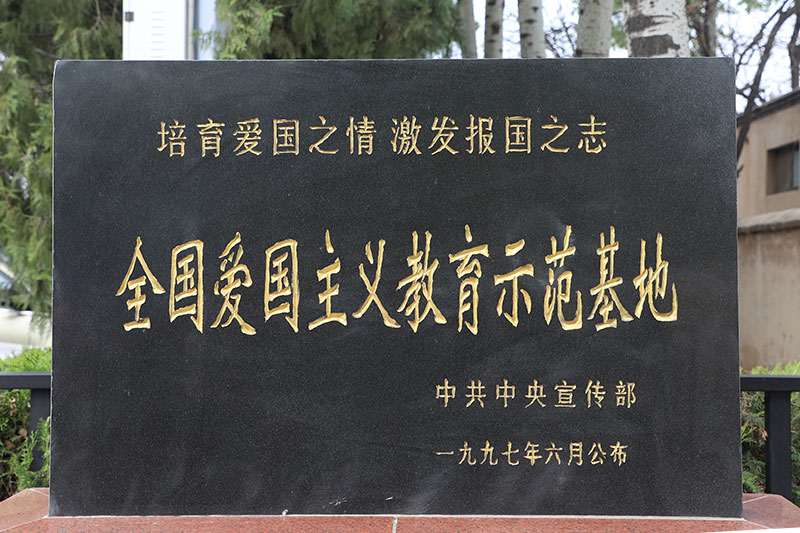 培育爱国之情 激发报国之志
全国爱国主义教育示范基地
中共中央宣传部
一九九七年六月公布